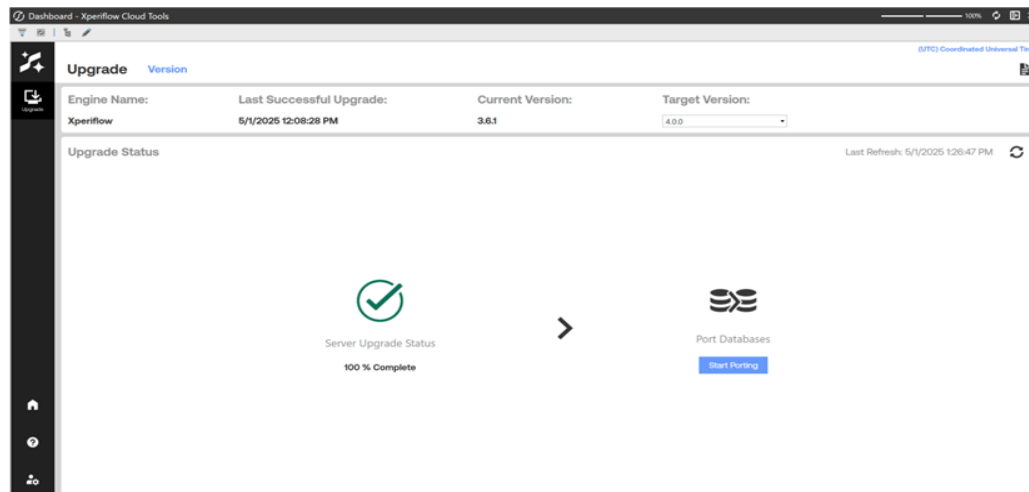 Dashboard - Xperiflow Cloud Tools
100%
(UTC) Coordinated Universal
Upgrade Version
Upgrade
Engine Name: Last Successful Upgrade: Current Version: Target Version:
Xperiflow 5/1/2025 12:08:28 PM 3.6.1 4.0.0
Upgrade Status Last Refresh: 5/1/2025 1:26:47 PM
Server Upgrade Status Port Databases
100 % Complete Start Porting